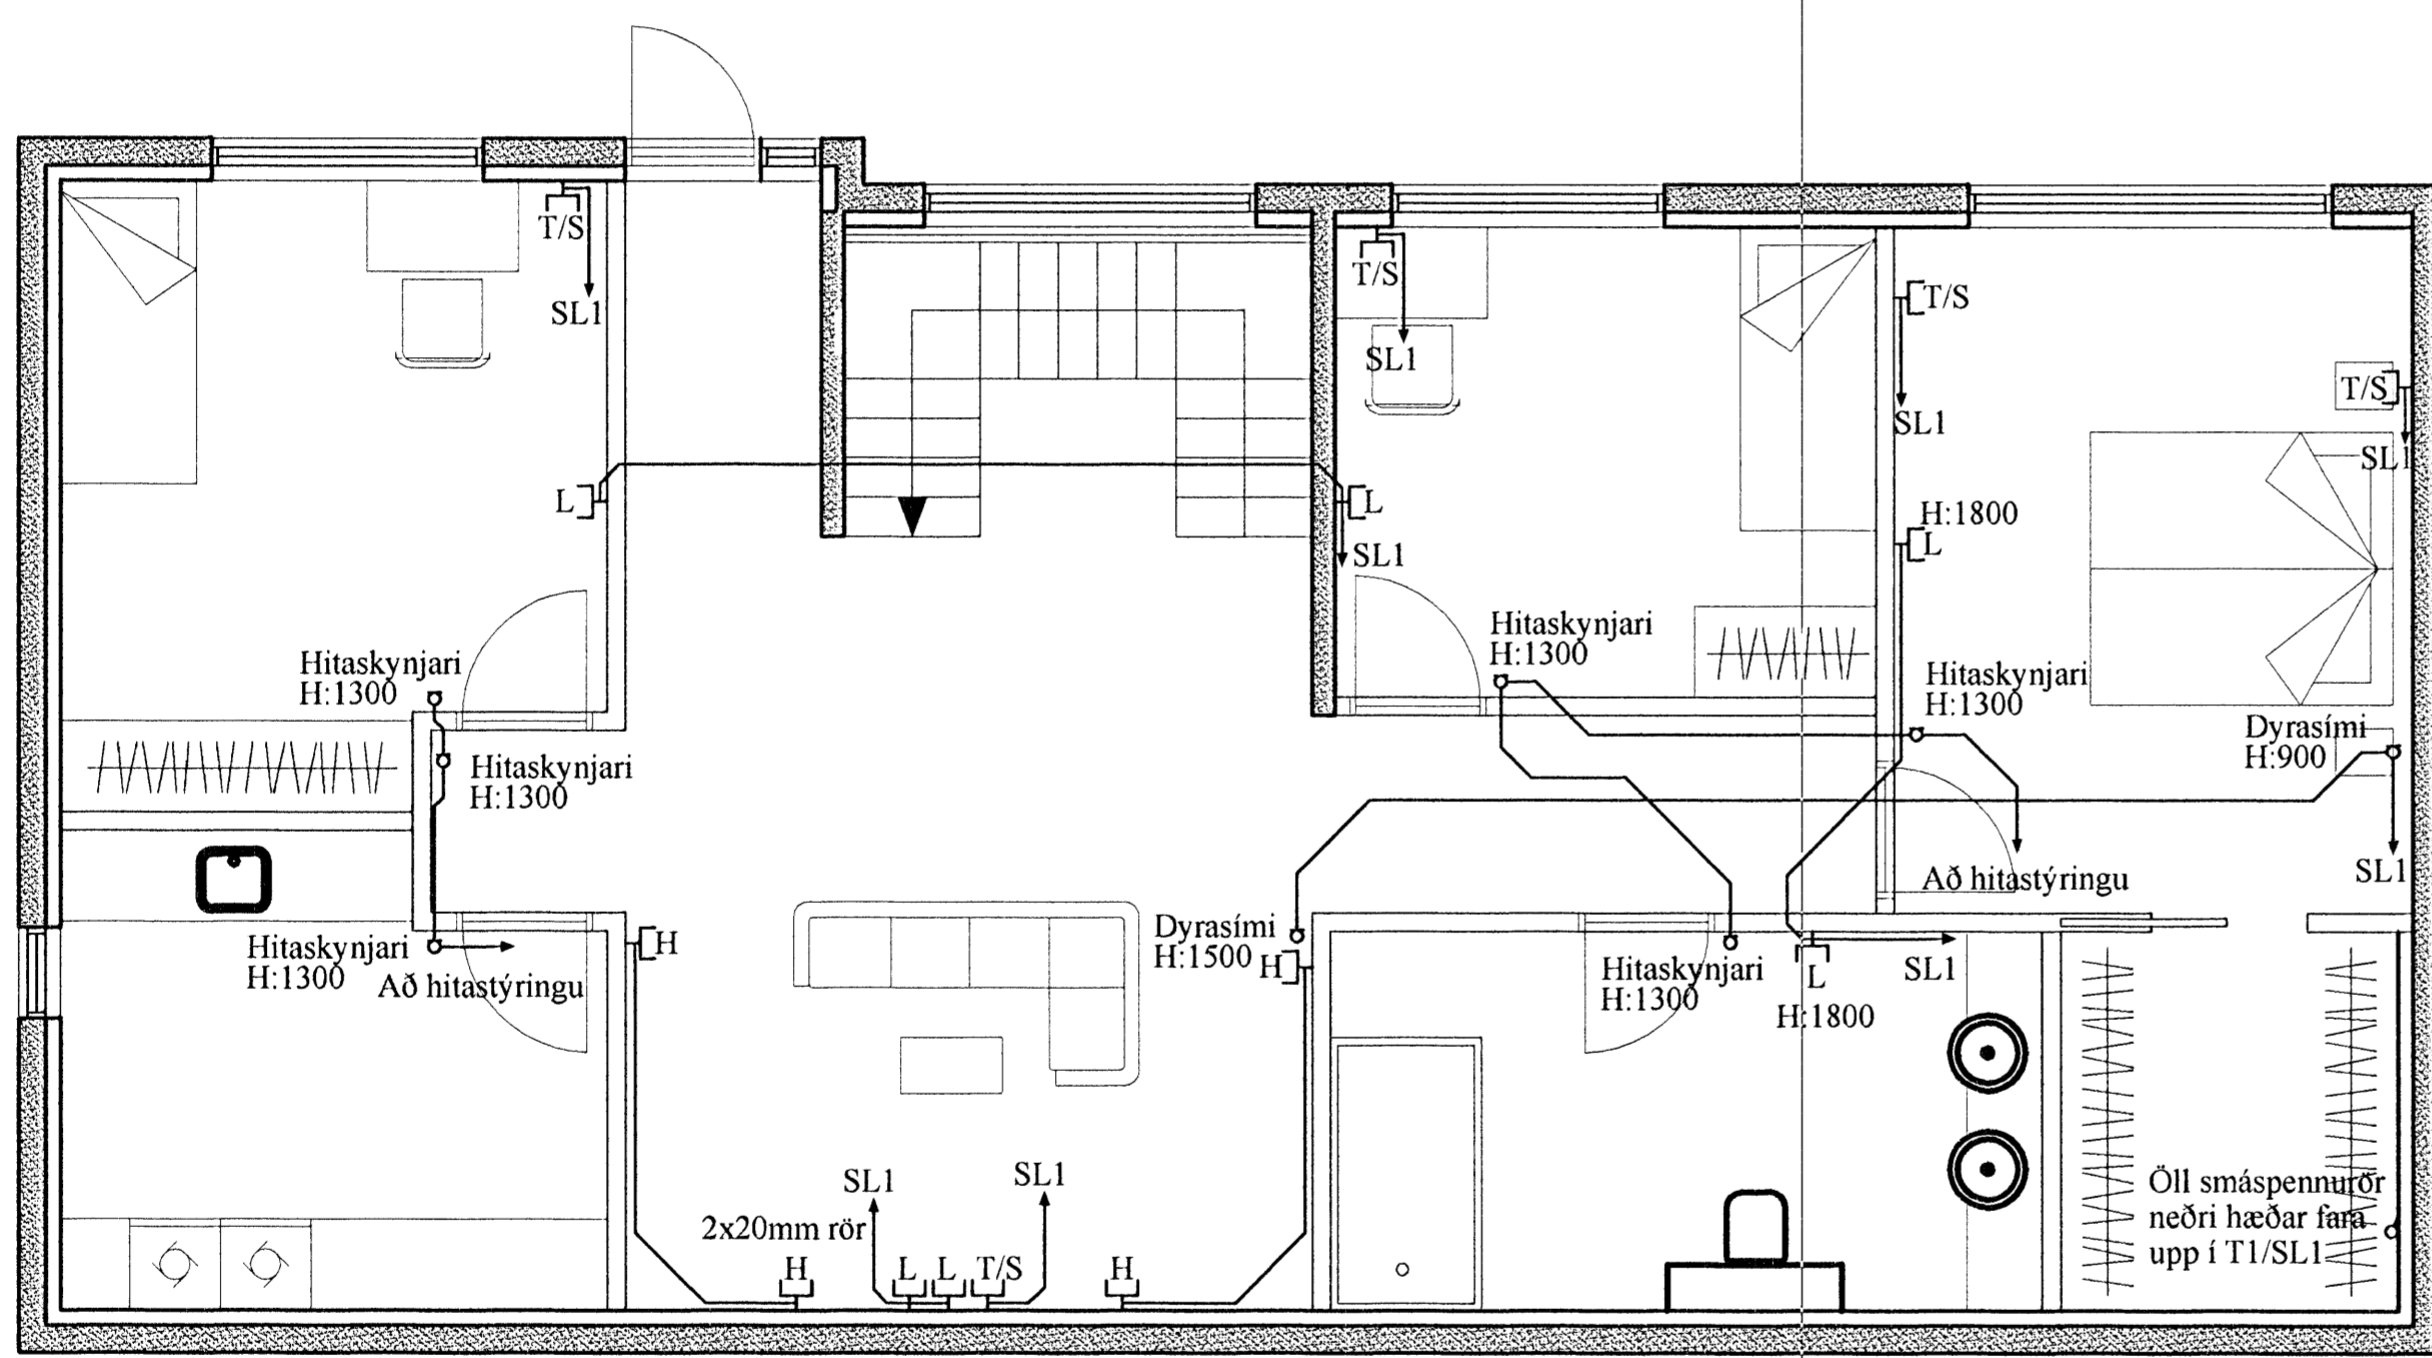 T/S
SL1
T/S
SL1
T/S
SL1
T/S
SL1
L
L
SL1
H:1800
L
Hitaskynjari
H:1300
Hitaskynjari
H:1300
Hitaskynjari
H:1300
Hitaskynjari
H:1300
Dyrasími
H:900
SL1
Að hitastýringu
Hitaskynjari
H:1300
Að hitastýringu
H
Dyrasími
H:1500
H
Hitaskynjari
H:1300
L
H:1800
SL1
SL1
SL1
2x20mm rör
H
L
L
T/S
H
Öll smáspennurör
neðri hæðar fara
upp í T1/SL1